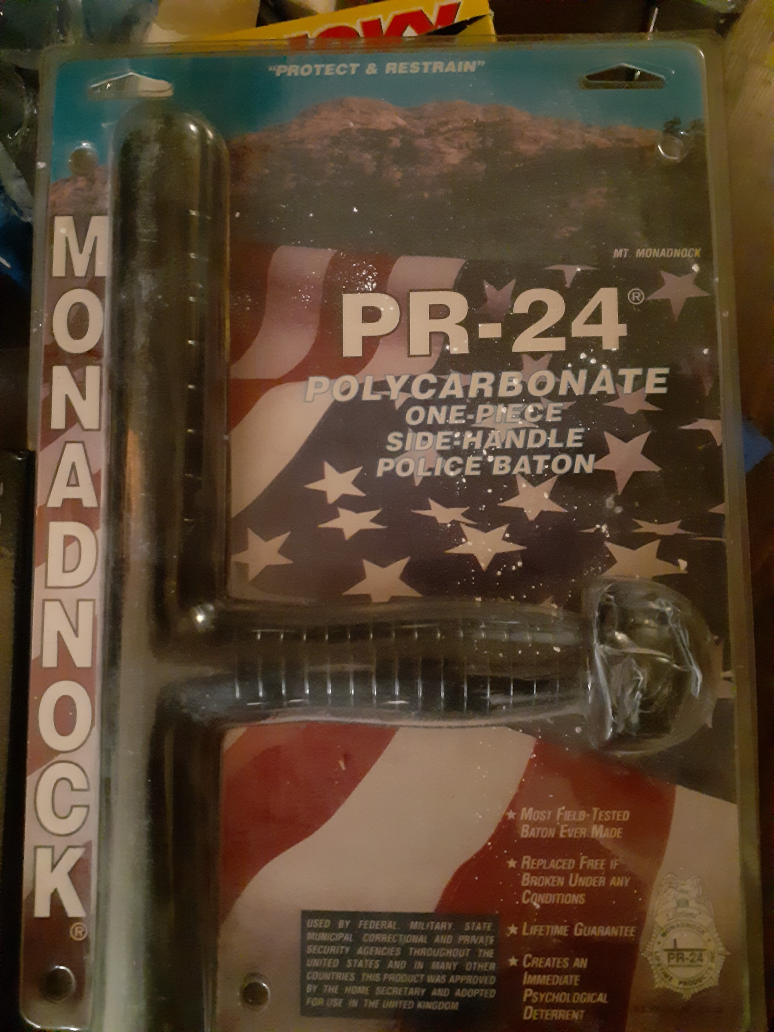 "PROTECT & RESTRAIN"
MONADNOCK®
MT. MONADNOCK
PR-24®
POLYCARBONATE
ONE-PIECE
SIDE-HANDLE
POLICE BATON
★ MOST FIELD-TESTED
BATON EVER MADE
★ REPLACED FREE IF
BROKEN UNDER ANY
CONDITIONS
★ LIFETIME GUARANTEE
★ CREATES AN
IMMEDIATE
PSYCHOLOGICAL
DETERRENT
USED BY FEDERAL, MILITARY, STATE,
MUNICIPAL CORRECTIONAL AND PRIVATE
SECURITY AGENCIES THROUGHOUT THE
UNITED STATES AND IN MANY OTHER
COUNTRIES THIS PRODUCT WAS APPROVED
BY THE HOME SECRETARY AND ADOPTED
FOR USE IN THE UNITED KINGDOM
PR-24